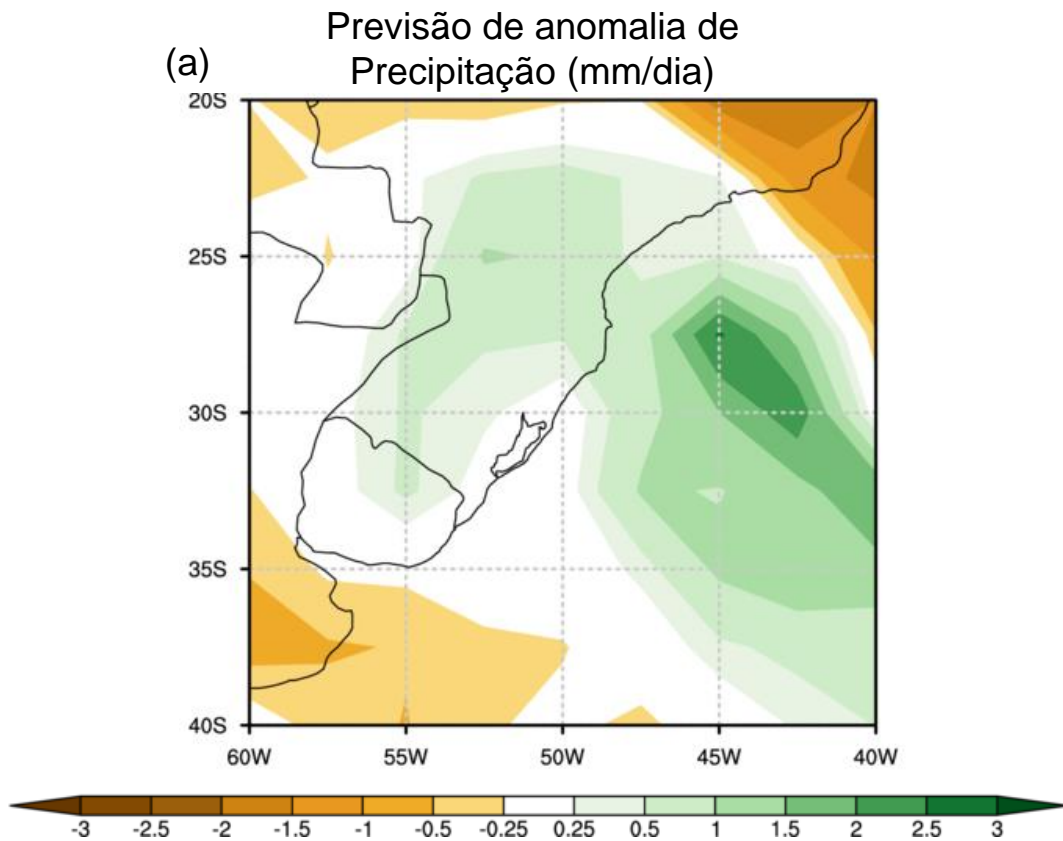 Previsão de anomalia de
(a) Precipitação (mm/dia)
20S
25S
30S
35S
40S
60W 55W 50W 45W 40W
-3 -2.5 -2 -1.5 -1 -0.5 -0.25 0.25 0.5 1 1.5 2 2.5 3